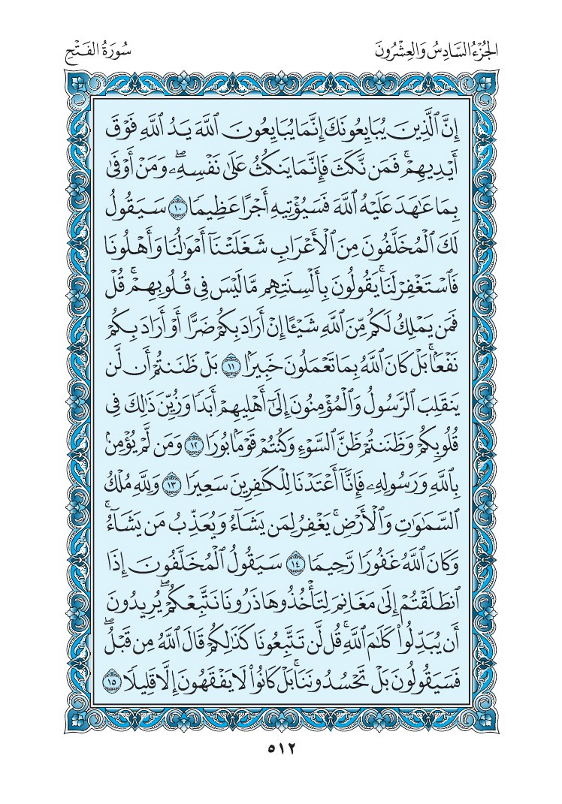 الجُزْءُ السَّادِسُ وَالعِشْرُونَ
سُورَةُ الفَتْحِ
إِنَّ ٱلَّذِينَ يُبَايِعُونَكَ إِنَّمَا يُبَايِعُونَ ٱللَّهَ يَدُ ٱللَّهِ فَوْقَ
أَيْدِيهِمْۚ فَمَن نَّكَثَ فَإِنَّمَا يَنكُثُ عَلَىٰ نَفْسِهِۦۖ وَمَنْ أَوْفَىٰ
بِمَا عَٰهَدَ عَلَيْهُ ٱللَّهَ فَسَيُؤْتِيهِ أَجْرًا عَظِيمًا ١٠ سَيَقُولُ
لَكَ ٱلْمُخَلَّفُونَ مِنَ ٱلْأَعْرَابِ شَغَلَتْنَآ أَمْوَٰلُنَا وَأَهْلُونَا
فَٱسْتَغْفِرْ لَنَاۚ يَقُولُونَ بِأَلْسِنَتِهِم مَّا لَيْسَ فِى قُلُوبِهِمْۚ قُلْ
فَمَن يَمْلِكُ لَكُم مِّنَ ٱللَّهِ شَيْـًٔا إِنْ أَرَادَ بِكُمْ ضَرًّا أَوْ أَرَادَ بِكُمْ
نَفْعًۢاۚ بَلْ كَانَ ٱللَّهُ بِمَا تَعْمَلُونَ خَبِيرًۢا ١١ بَلْ ظَنَنتُمْ أَن لَّن
يَنقَلِبَ ٱلرَّسُولُ وَٱلْمُؤْمِنُونَ إِلَىٰٓ أَهْلِيهِمْ أَبَدًا وَزُيِّنَ ذَٰلِكَ فِى
قُلُوبِكُمْ وَظَنَنتُمْ ظَنَّ ٱلسَّوْءِ وَكُنتُمْ قَوْمًۢا بُورًا ١٢ وَمَن لَّمْ يُؤْمِنۢ
بِٱللَّهِ وَرَسُولِهِۦ فَإِنَّآ أَعْتَدْنَا لِلْكَٰفِرِينَ سَعِيرًا ١٣ وَلِلَّهِ مُلْكُ
ٱلسَّمَٰوَٰتِ وَٱلْأَرْضِۚ يَغْفِرُ لِمَن يَشَآءُ وَيُعَذِّبُ مَن يَشَآءُۚ
وَكَانَ ٱللَّهُ غَفُورًا رَّحِيمًا ١٤ سَيَقُولُ ٱلْمُخَلَّفُونَ إِذَا
ٱنطَلَقْتُمْ إِلَىٰ مَغَانِمَ لِتَأْخُذُوهَا ذَرُونَا نَتَّبِعْكُمْۖ يُرِيدُونَ
أَن يُبَدِّلُوا۟ كَلَٰمَ ٱللَّهِۚ قُل لَّن تَتَّبِعُونَا كَذَٰلِكُمْ قَالَ ٱللَّهُ مِن قَبْلُۖ
فَسَيَقُولُونَ بَلْ تَحْسُدُونَنَاۚ بَلْ كَانُوا۟ لَا يَفْقَهُونَ إِلَّا قَلِيلًا ١٥
٥١٢